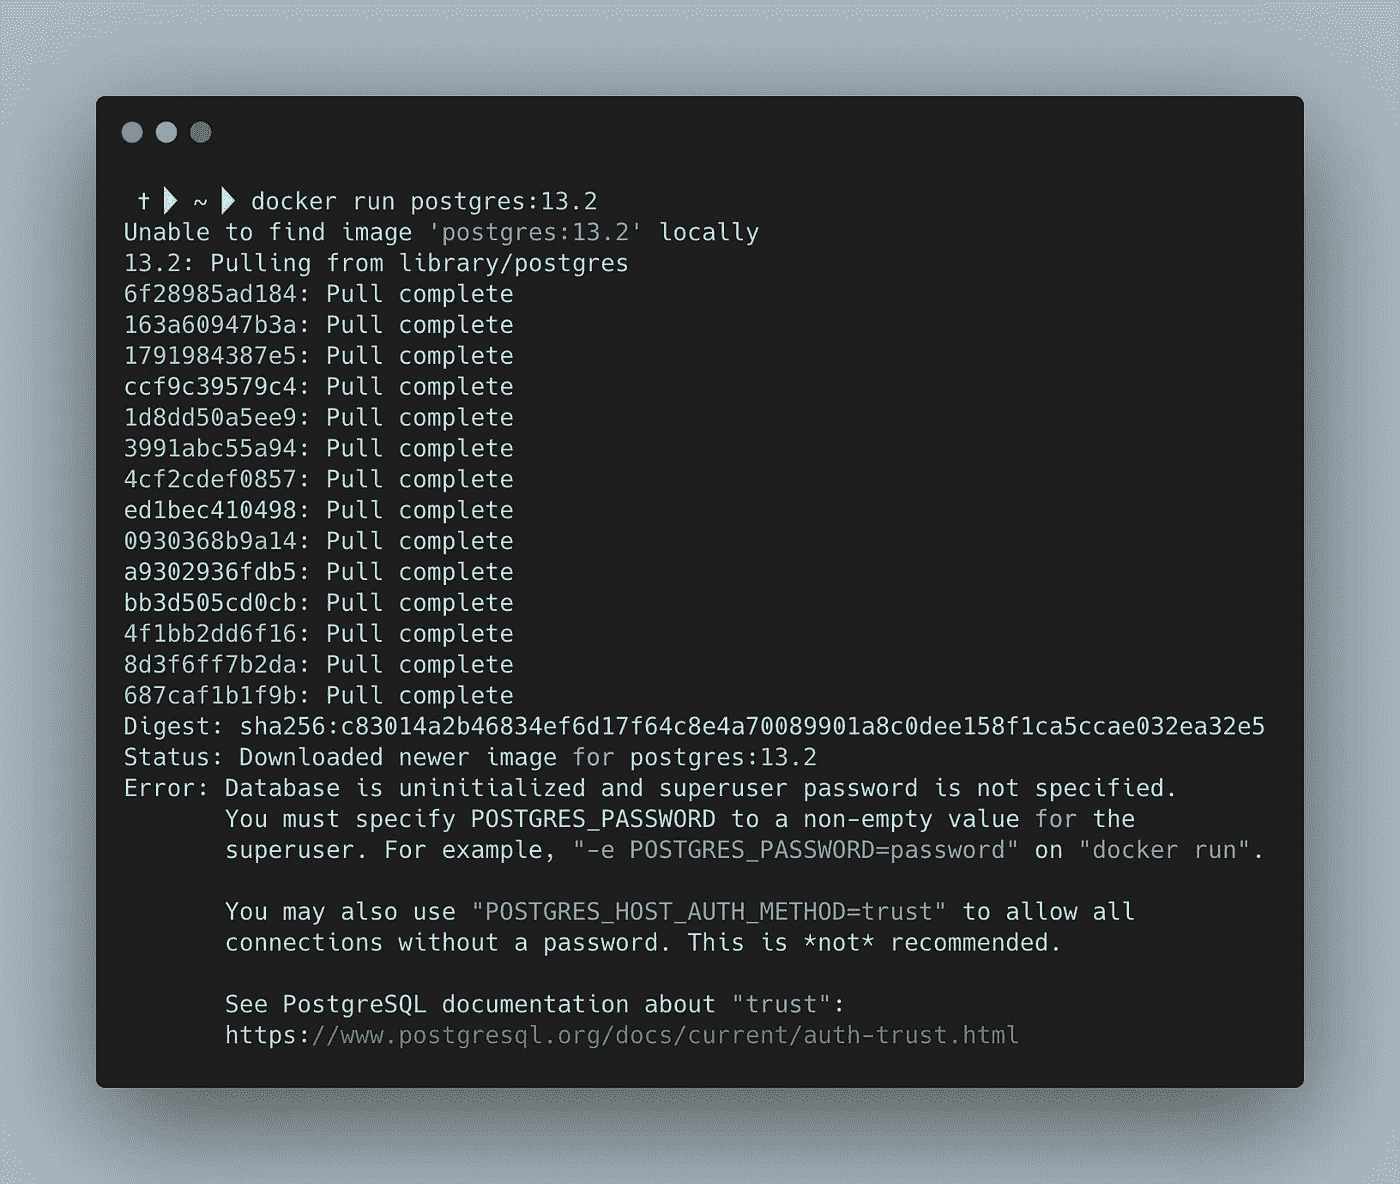 † ~ docker run postgres:13.2
Unable to find image 'postgres:13.2' locally
13.2: Pulling from library/postgres
6f28985ad184: Pull complete
163a60947b3a: Pull complete
1791984387e5: Pull complete
ccf9c39579c4: Pull complete
1d8dd50a5ee9: Pull complete
3991abc55a94: Pull complete
4cf2cdef0857: Pull complete
ed1bec410498: Pull complete
0930368b9a14: Pull complete
a9302936fdb5: Pull complete
bb3d505cd0cb: Pull complete
4f1bb2dd6f16: Pull complete
8d3f6ff7b2da: Pull complete
687caf1b1f9b: Pull complete
Digest: sha256:c83014a2b46834ef6d17f64c8e4a70089901a8c0dee158f1ca5ccae032ea32e5
Status: Downloaded newer image for postgres:13.2
Error: Database is uninitialized and superuser password is not specified.
You must specify POSTGRES_PASSWORD to a non-empty value for the
superuser. For example, "-e POSTGRES_PASSWORD=password" on "docker run".
You may also use "POSTGRES_HOST_AUTH_METHOD=trust" to allow all
connections without a password. This is *not* recommended.
See PostgreSQL documentation about "trust":
https://www.postgresql.org/docs/current/auth-trust.html